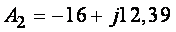 A₂ = −16 + j12,39